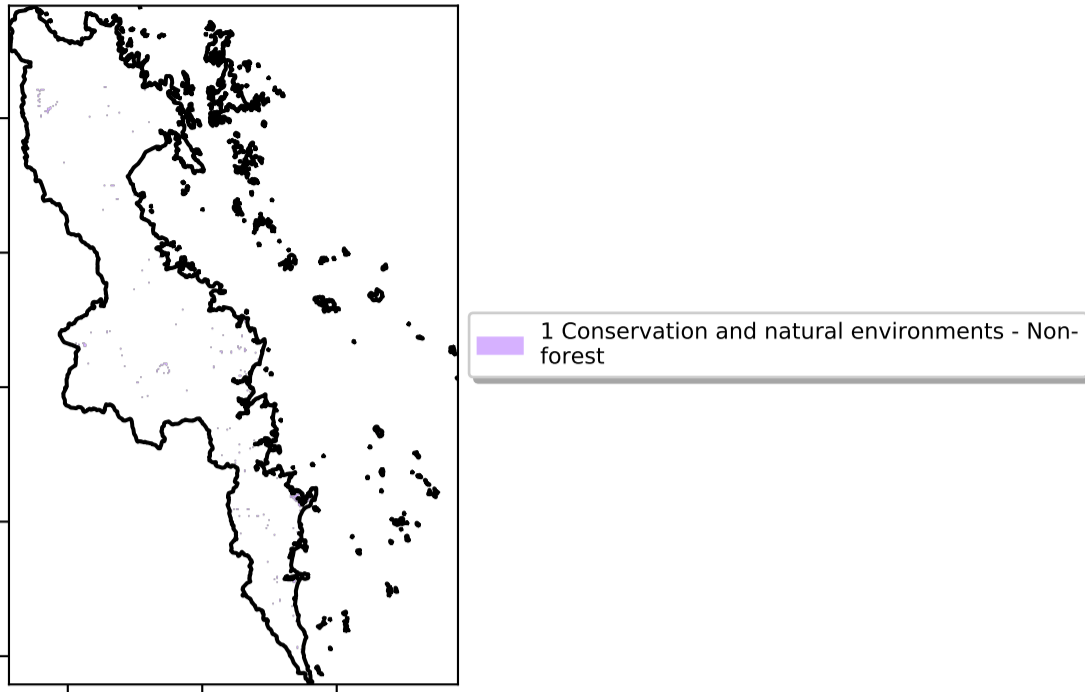 1 Conservation and natural environments - Non-
forest